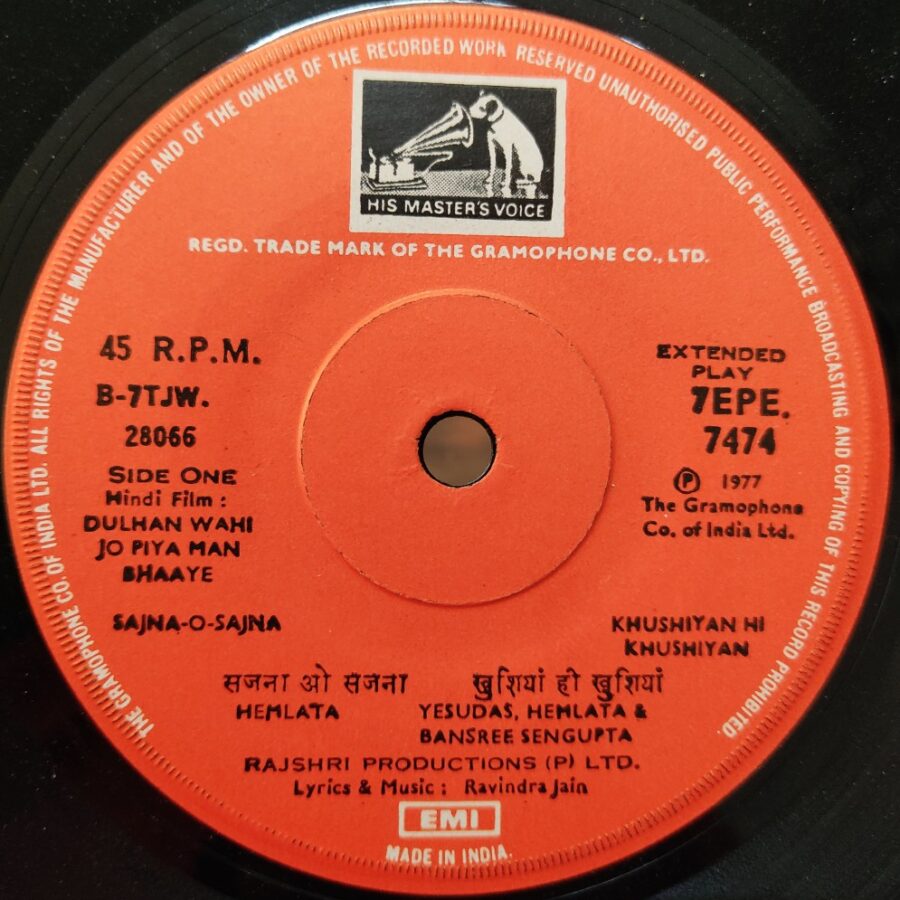 THE GRAMOPHONE CO. OF INDIA LTD. ALL RIGHTS OF THE MANUFACTURER AND OF THE OWNER OF THE RECORDED WORK RESERVED UNAUTHORISED PUBLIC PERFORMANCE BROADCASTING AND COPYING OF THIS RECORD PROHIBITED.
HIS MASTER'S VOICE
REGD. TRADE MARK OF THE GRAMOPHONE CO., LTD.
45 R.P.M.
B-7TJW.
28066
SIDE ONE
Hindi Film :
DULHAN WAHI
JO PIYA MAN
BHAAYE
EXTENDED
PLAY
7EPE.
7474
Ⓟ 1977
The Gramophone
Co. of India Ltd.
SAJNA-O-SAJNA
KHUSHIYAN HI
KHUSHIYAN
सजना ओ सजना
खुशियां ही खुशियां
HEMLATA
YESUDAS, HEMLATA &
BANSREE SENGUPTA
RAJSHRI PRODUCTIONS (P) LTD.
Lyrics & Music : Ravindra Jain
EMI
MADE IN INDIA.